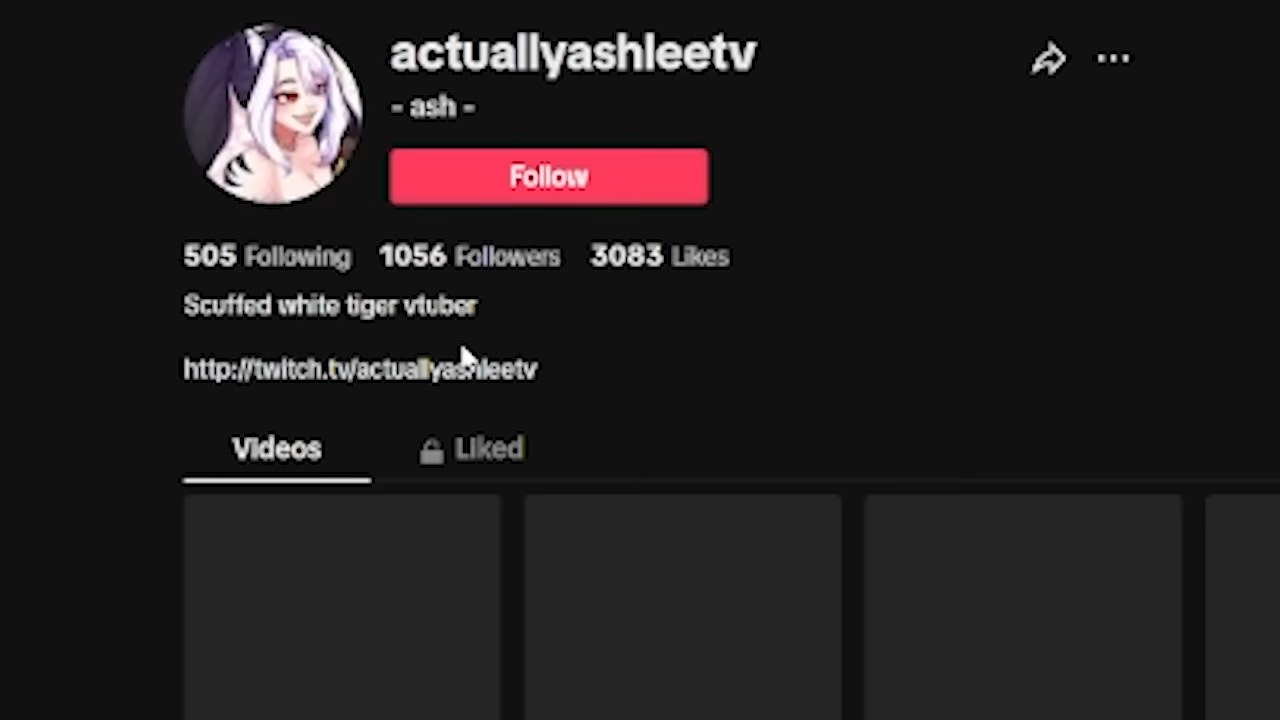 actuallyashleetv
- ash -
Follow
505 Following 1056 Followers 3083 Likes
Scuffed white tiger vtuber
http://twitch.tv/actuallyashleetv
Videos Liked